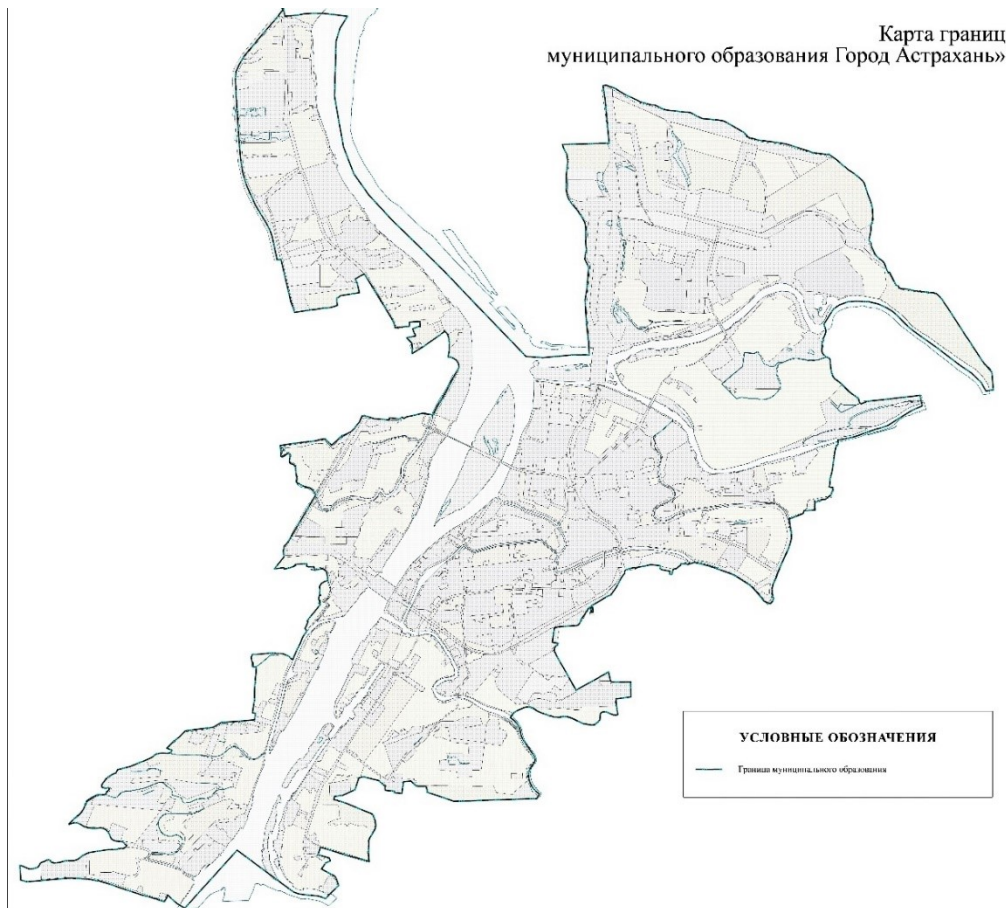 Карта границ
муниципального образования Город Астрахань»
УСЛОВНЫЕ ОБОЗНАЧЕНИЯ
Граница муниципального образования